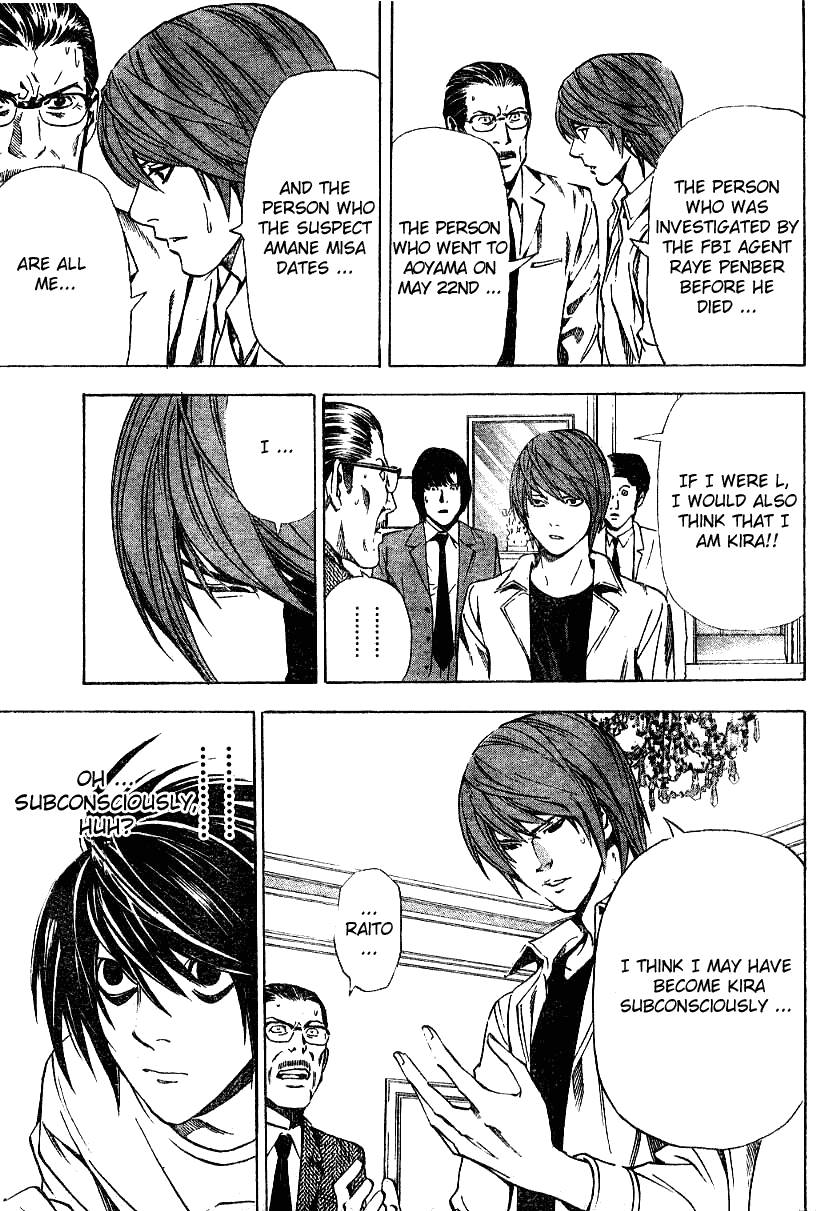 THE PERSON
WHO WAS
INVESTIGATED BY
THE FBI AGENT
RAYE PENBER
BEFORE HE
DIED ...
THE PERSON
WHO WENT TO
AOYAMA ON
MAY 22ND ...
AND THE
PERSON WHO
THE SUSPECT
AMANE MISA
DATES ...
ARE ALL
ME...
IF I WERE L,
I WOULD ALSO
THINK THAT I
AM KIRA!!
I ...
I THINK I MAY HAVE
BECOME KIRA
SUBCONSCIOUSLY ...
...
RAITO
...
OH ...
SUBCONSCIOUSLY,
HUH?